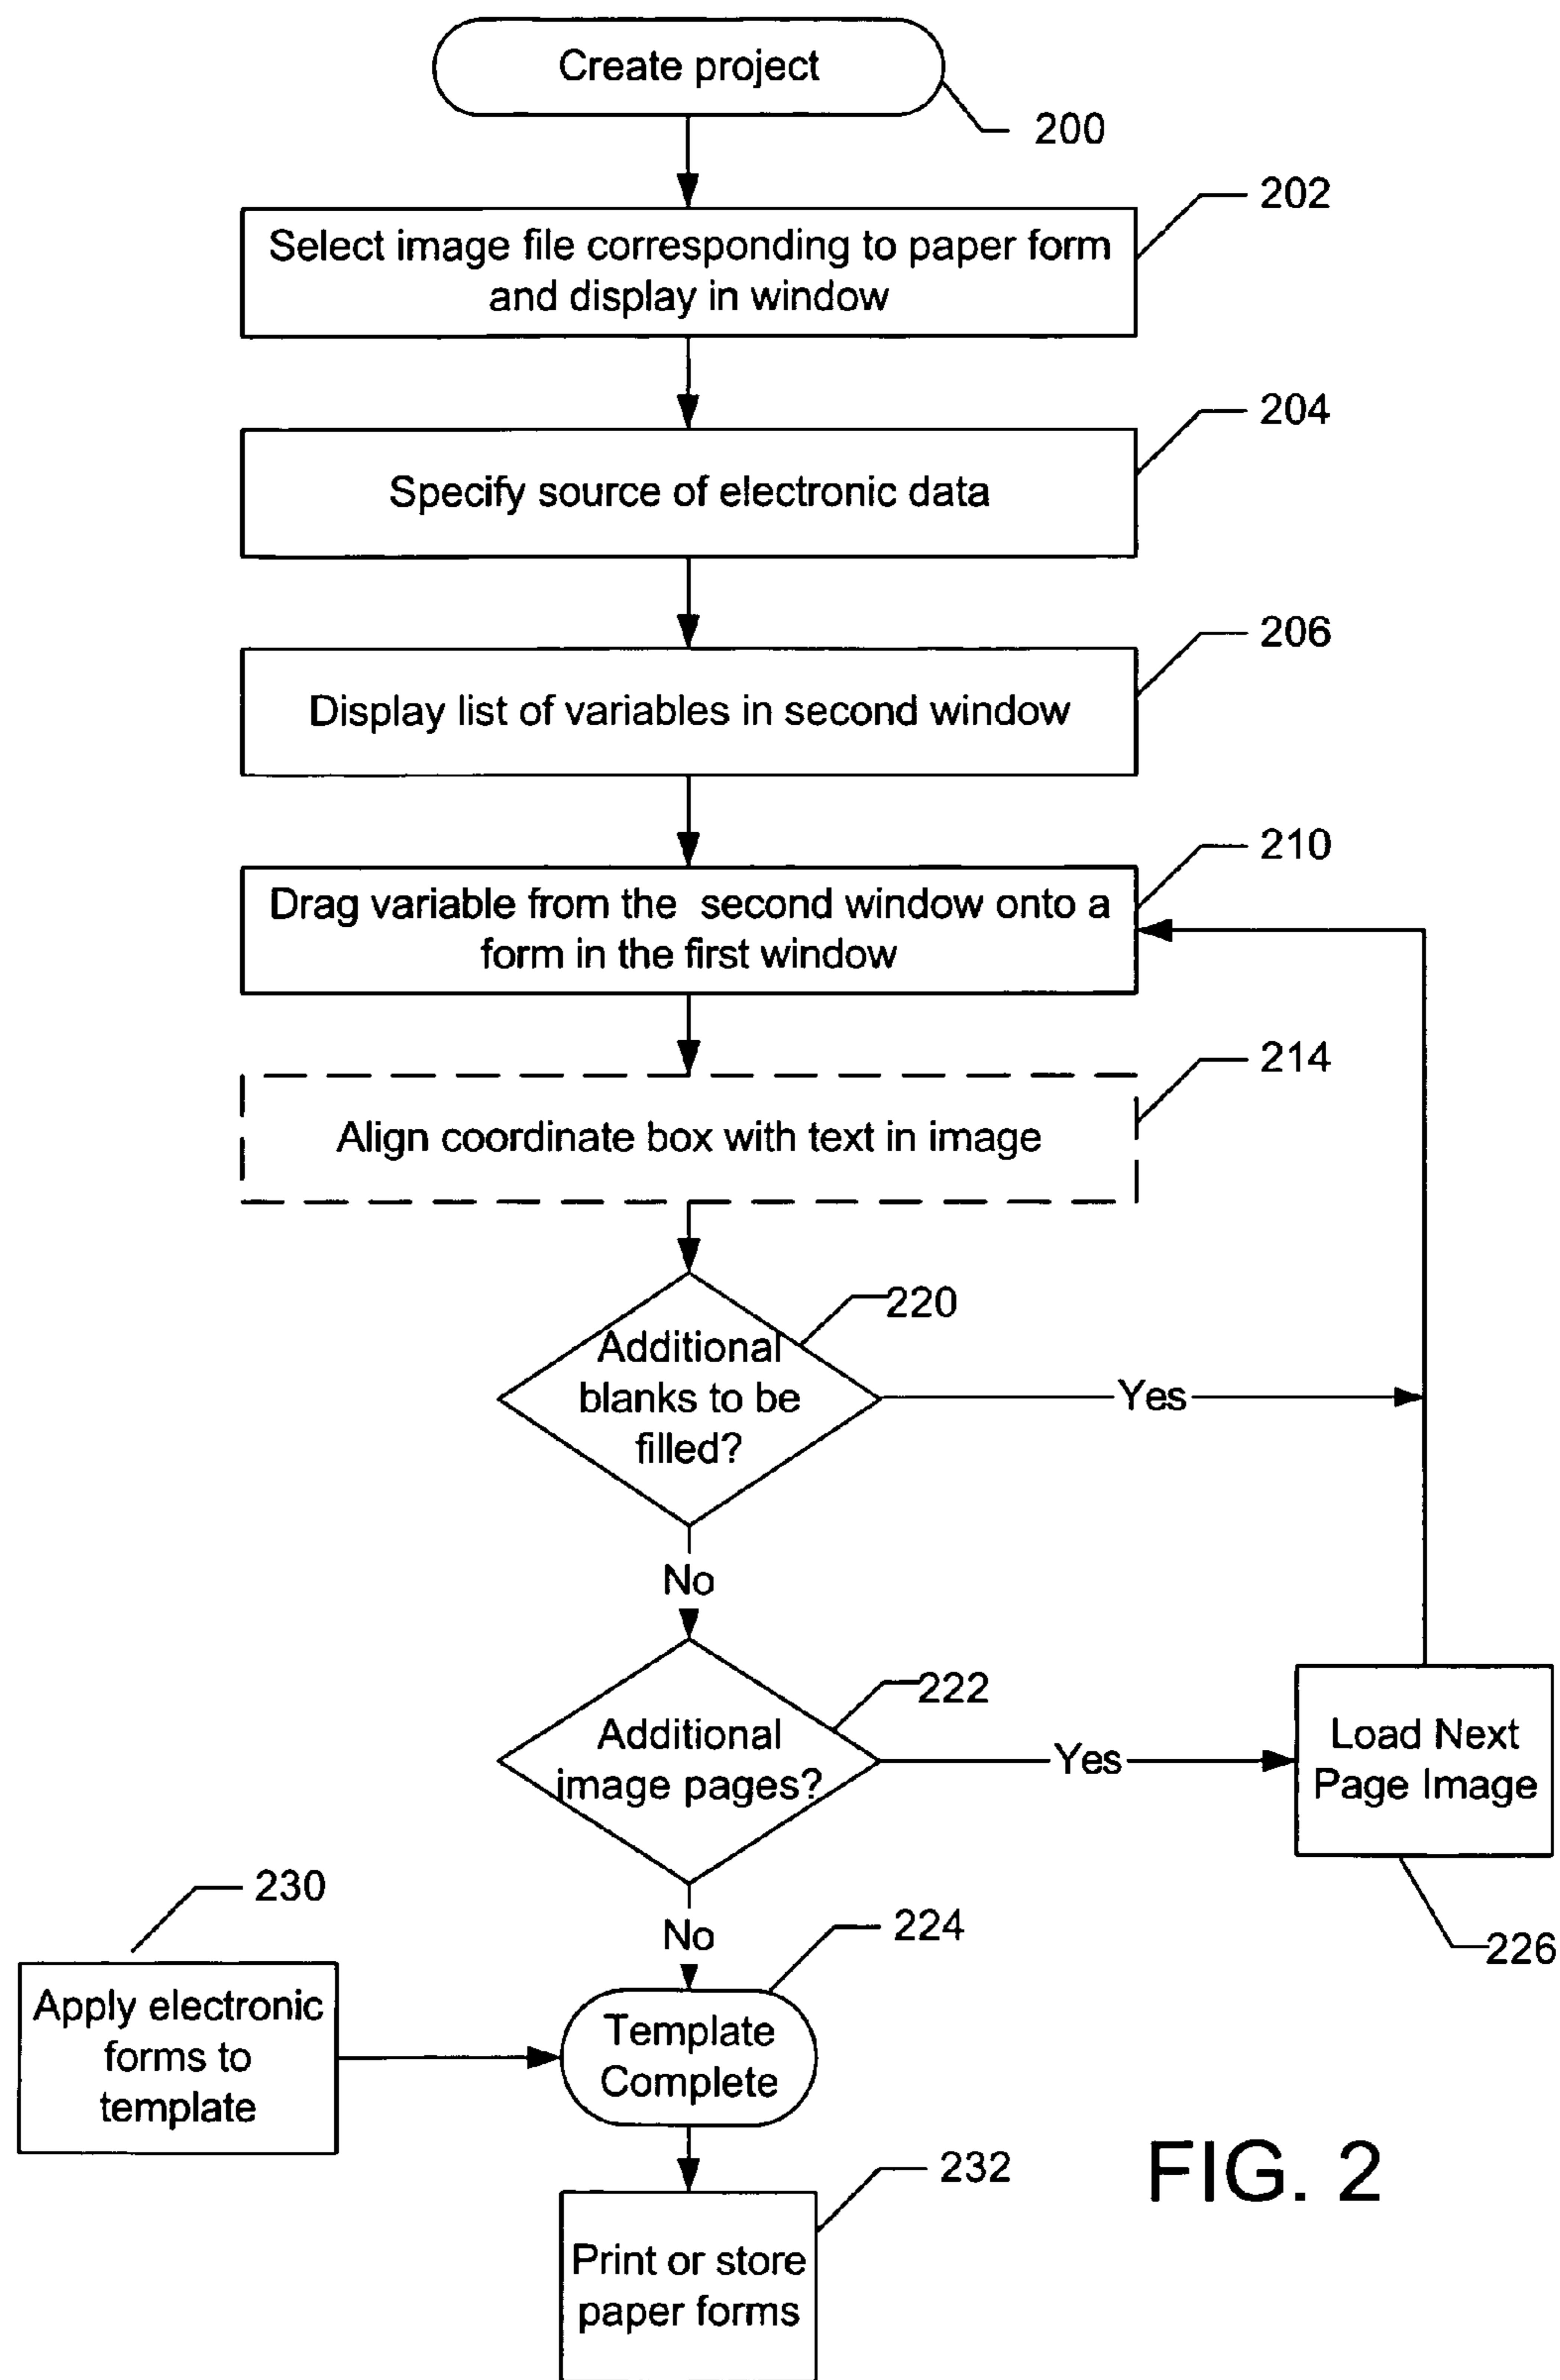 Create project
200
202
Select image file corresponding to paper form
and display in window
204
Specify source of electronic data
206
Display list of variables in second window
210
Drag variable from the second window onto a
form in the first window
214
Align coordinate box with text in image
220
Additional
blanks to be
filled?
Yes
No
222
Additional
image pages?
Yes
Load Next
Page Image
226
No
230
224
Apply electronic
forms to
template
Template
Complete
232
Print or store
paper forms
FIG. 2